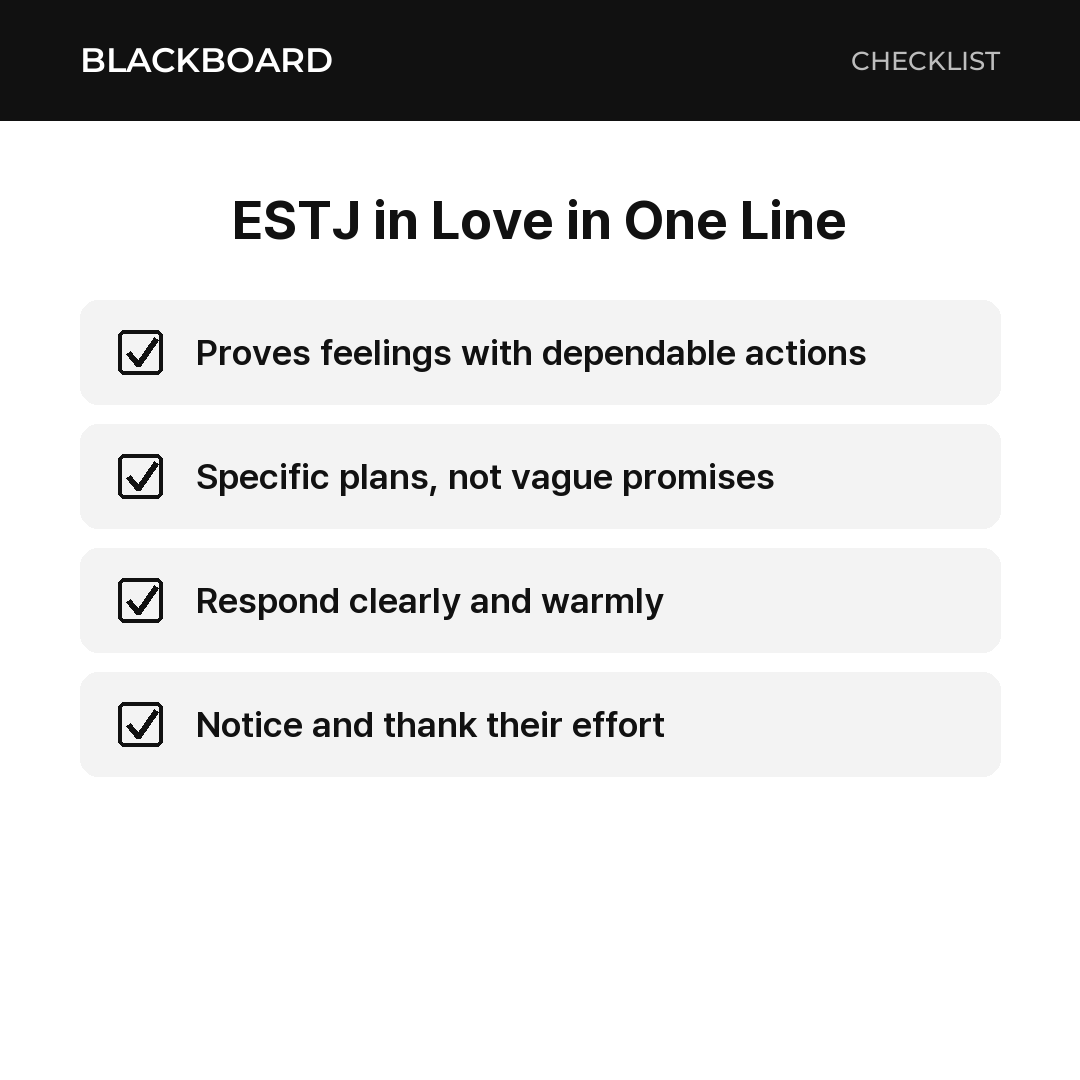 BLACKBOARD
CHECKLIST
ESTJ in Love in One Line
Proves feelings with dependable actions
Specific plans, not vague promises
Respond clearly and warmly
Notice and thank their effort